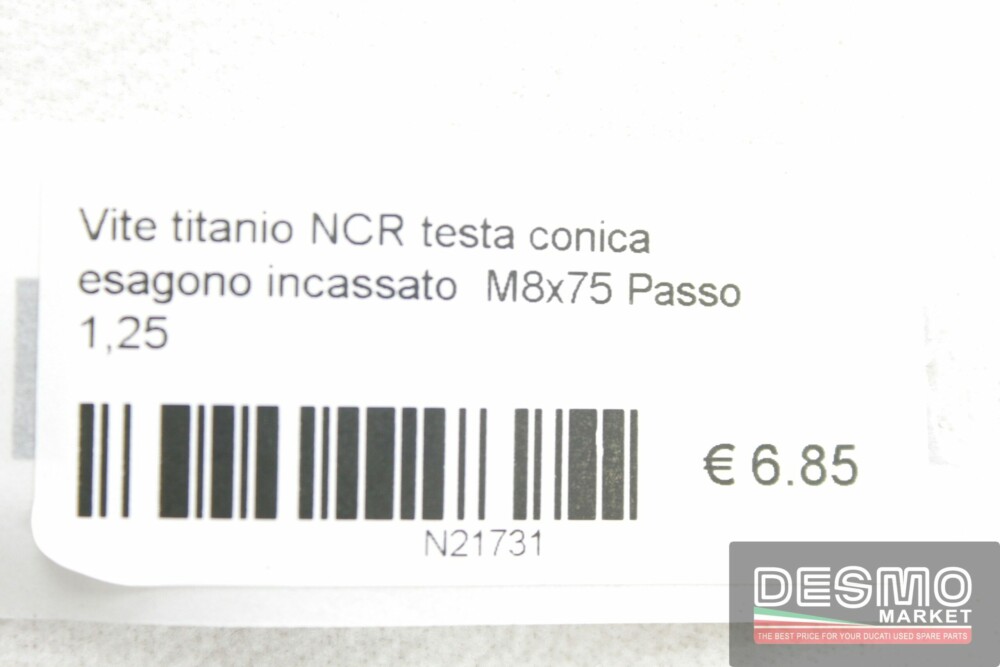 Vite titanio NCR testa conica
esagono incassato M8x75 Passo
1,25
€ 6.85
N21731
DESMO
MARKET
THE BEST PRICE FOR YOUR DUCATI USED SPARE PARTS